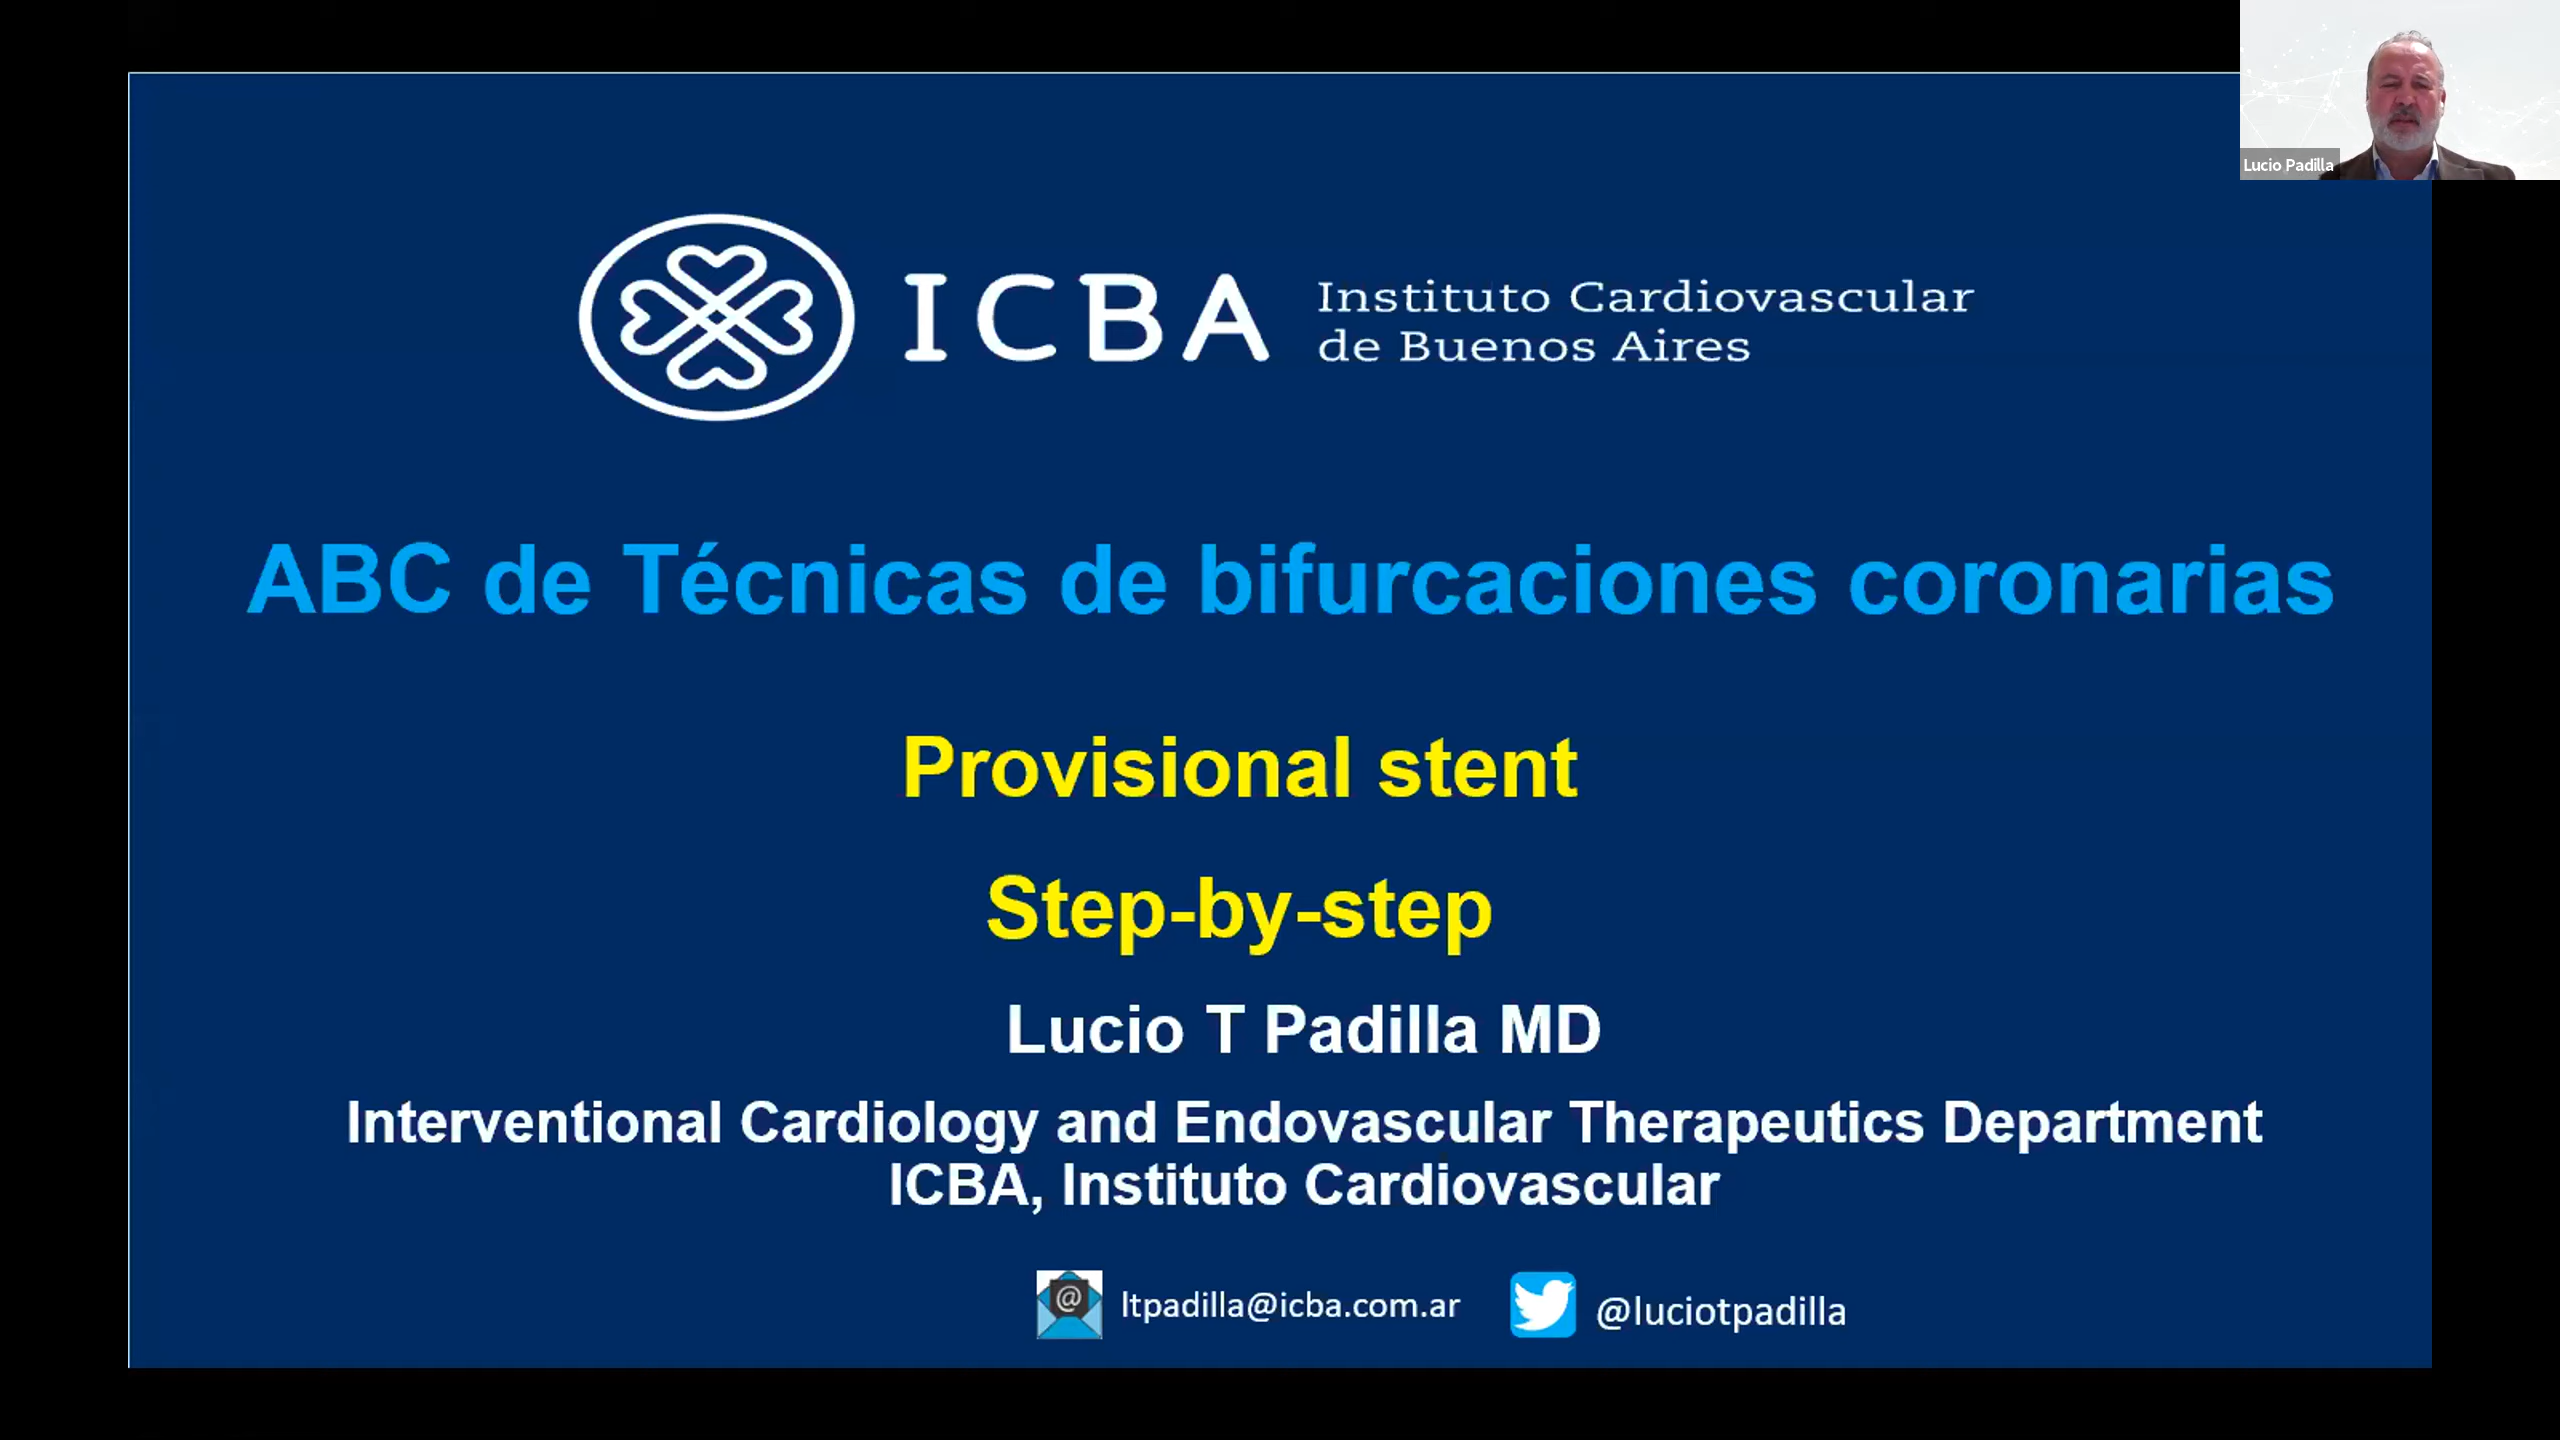 Lucio Padilla
ICBA
Instituto Cardiovascular
de Buenos Aires
ABC de Técnicas de bifurcaciones coronarias
Provisional stent
Step-by-step
Lucio T Padilla MD
Interventional Cardiology and Endovascular Therapeutics Department
ICBA, Instituto Cardiovascular
@
ltpadilla@icba.com.ar
@luciotpadilla